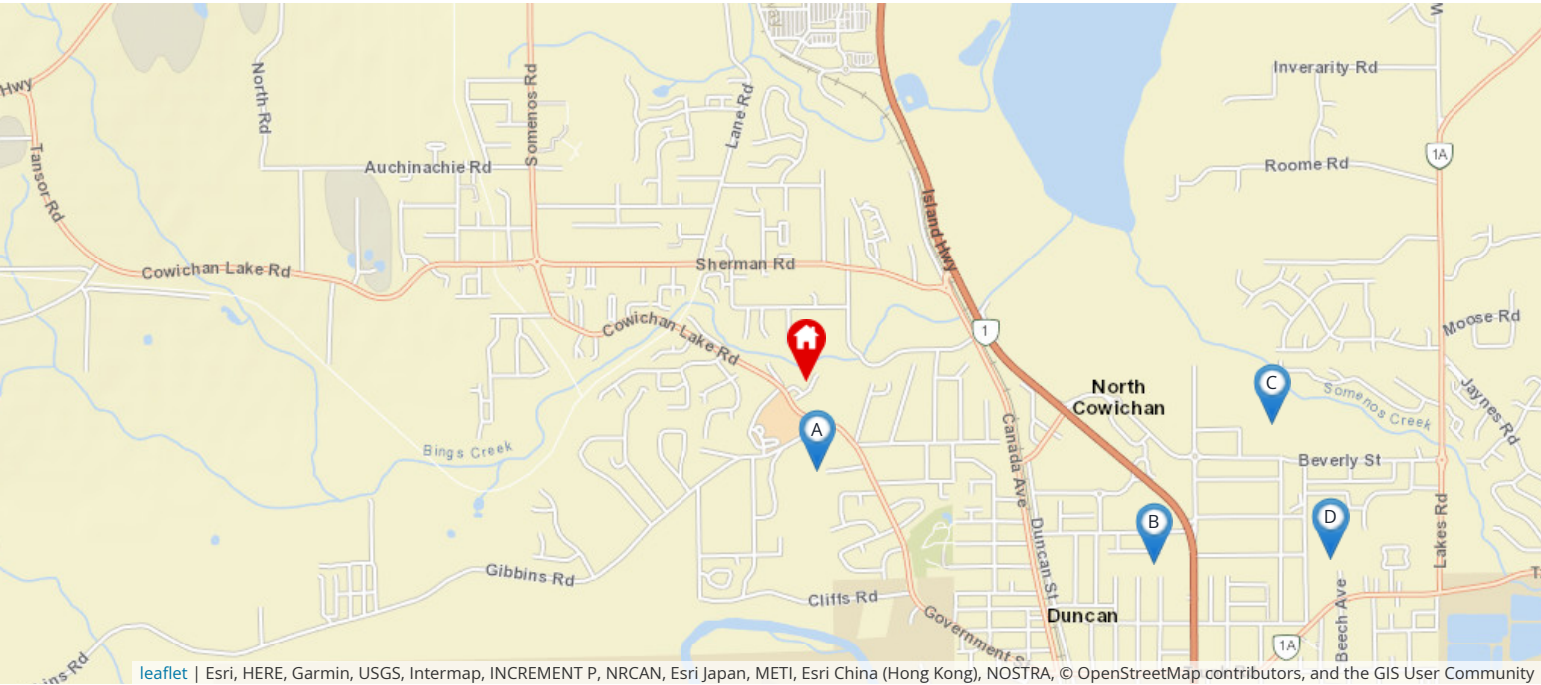 Hwy
North Rd
Tansor Rd
Auchinachie Rd
Somenos Rd
Lane Rd
Inverarity Rd
1A
Roome Rd
Island Hwy
Cowichan Lake Rd
Sherman Rd
Cowichan Lake Rd
1
Moose Rd
North
Cowichan
C
Somenos Creek
Jaynes Rd
A
Bings Creek
Canada Ave
Beverly St
B
D
Lakes Rd
Duncan St
Gibbins Rd
Cliffs Rd
Government St
Duncan
Beech Ave
1A
leaflet | Esri, HERE, Garmin, USGS, Intermap, INCREMENT P, NRCAN, Esri Japan, METI, Esri China (Hong Kong), NOSTRA, © OpenStreetMap contributors, and the GIS User Community